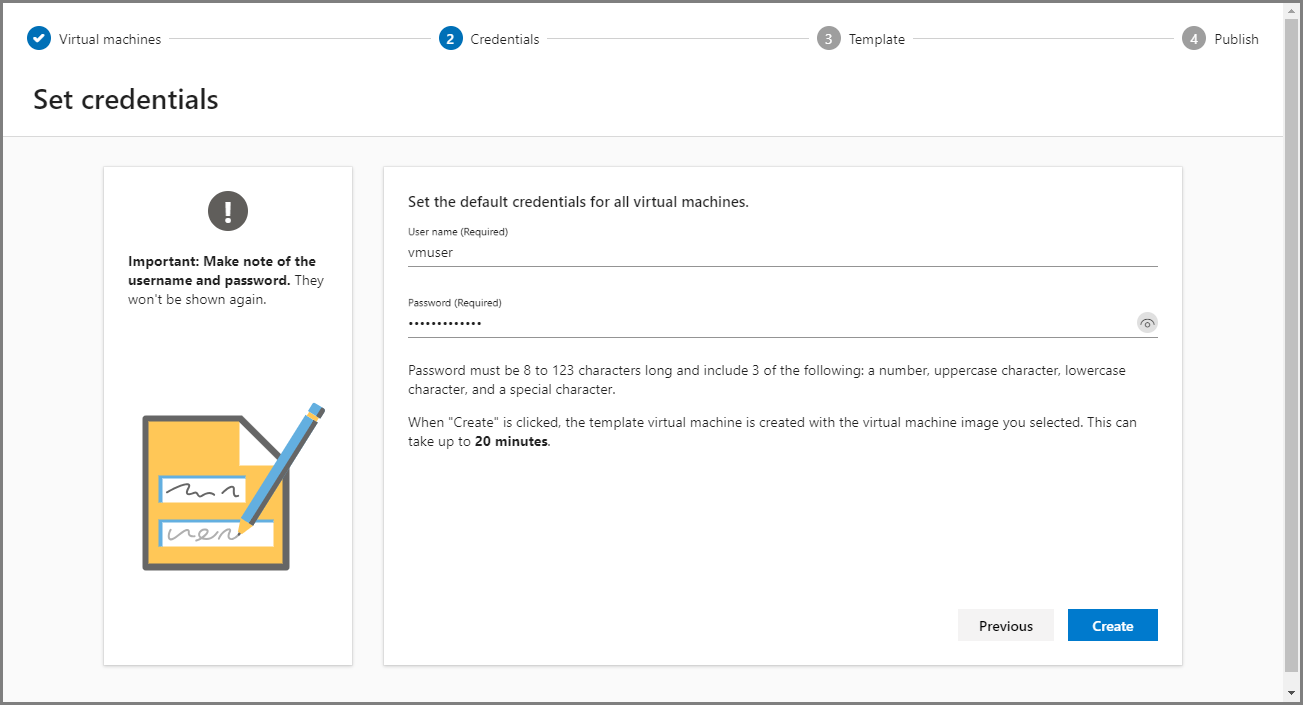 Virtual machines
2 Credentials
3 Template
4 Publish
Set credentials
!
Important: Make note of the
username and password. They
won't be shown again.
Set the default credentials for all virtual machines.
User name (Required)
vmuser
Password (Required)
•••••••••••••
Password must be 8 to 123 characters long and include 3 of the following: a number, uppercase character, lowercase
character, and a special character.
When "Create" is clicked, the template virtual machine is created with the virtual machine image you selected. This can
take up to 20 minutes.
Previous
Create